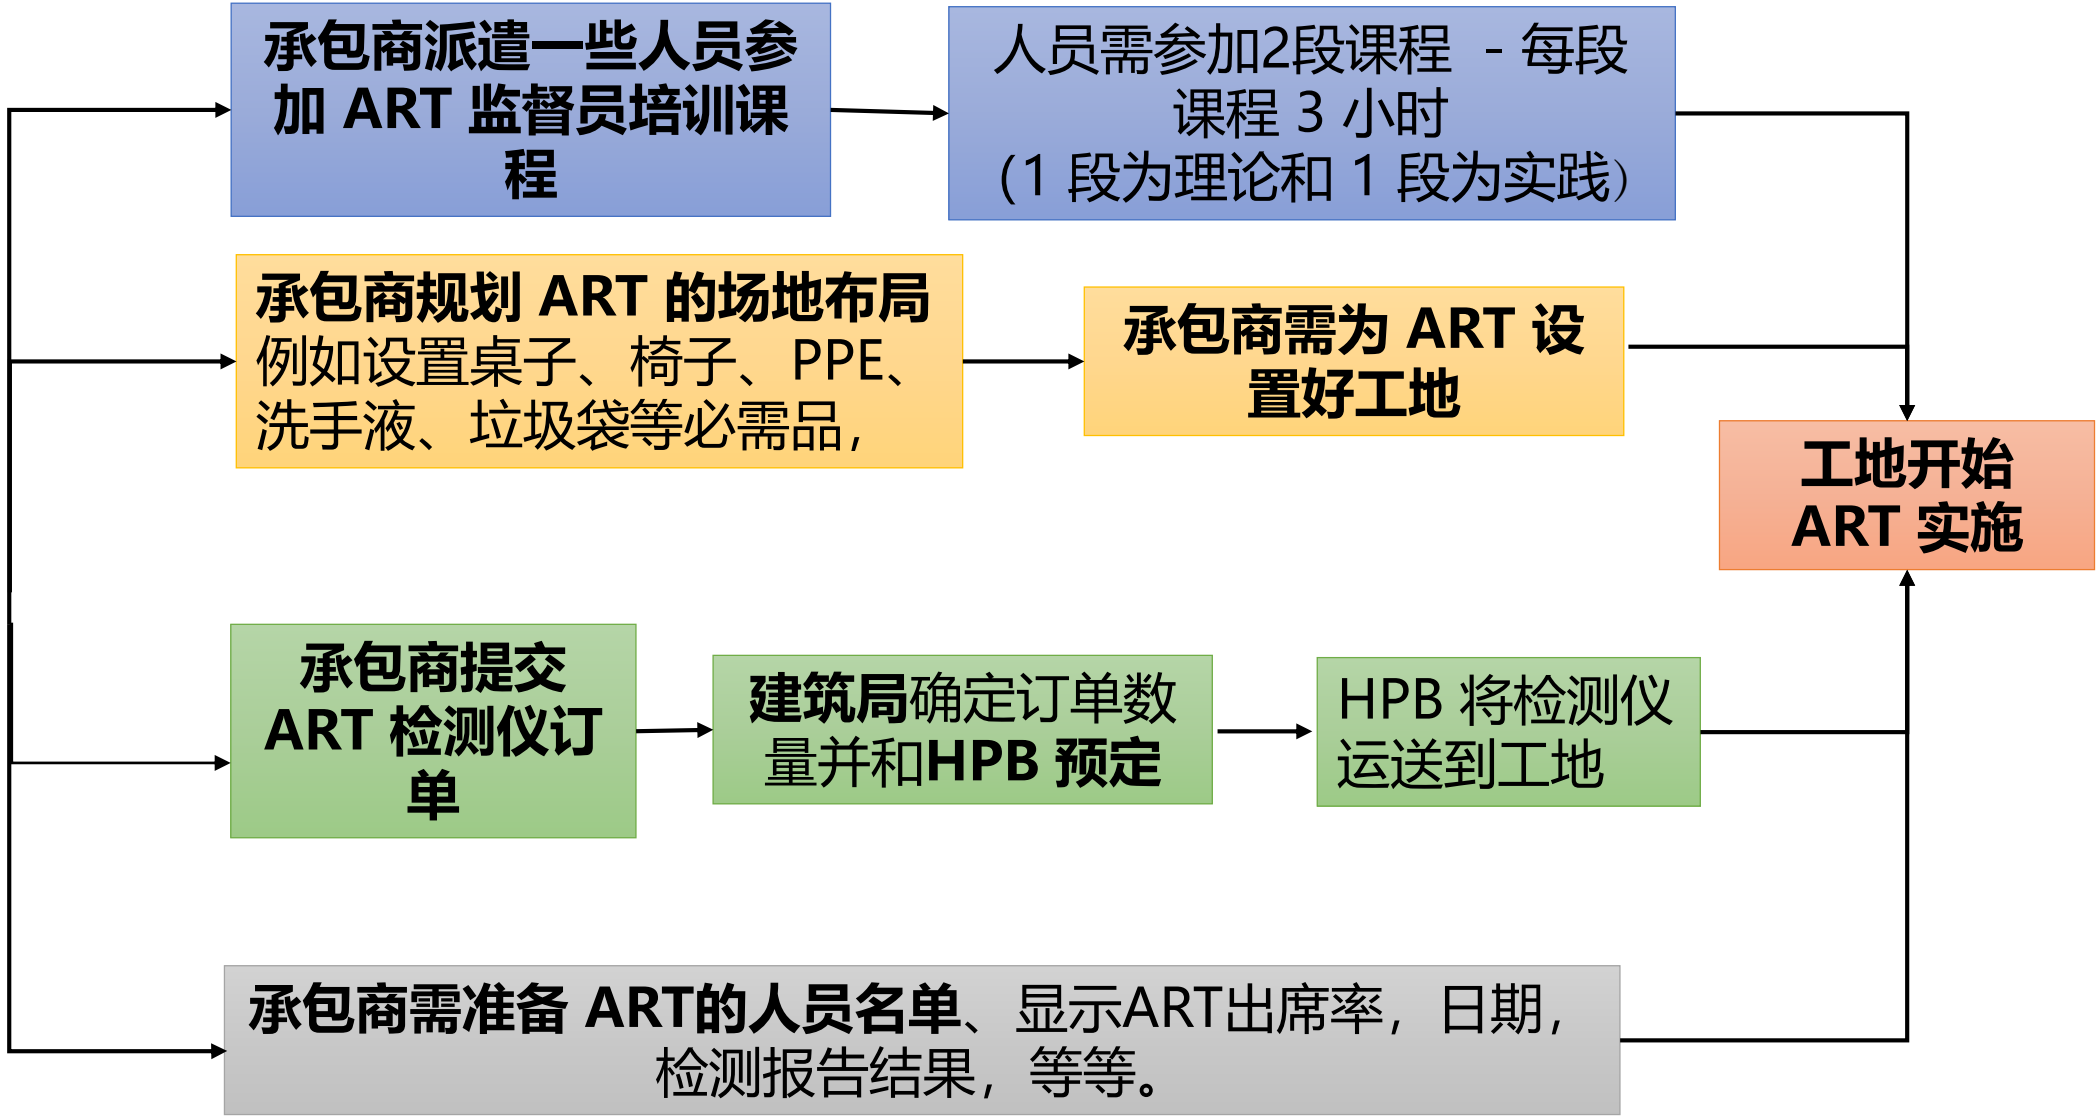 承包商派遣一些人员参
加 ART 监督员培训课
程
人员需参加2段课程 - 每段
课程 3 小时
(1 段为理论和 1 段为实践)
承包商规划 ART 的场地布局
例如设置桌子、椅子、PPE、
洗手液、垃圾袋等必需品，
承包商需为 ART 设
置好工地
工地开始
ART 实施
承包商提交
ART 检测仪订
单
建筑局确定订单数
量并和HPB 预定
HPB 将检测仪
运送到工地
承包商需准备 ART的人员名单、显示ART出席率，日期，
检测报告结果，等等。